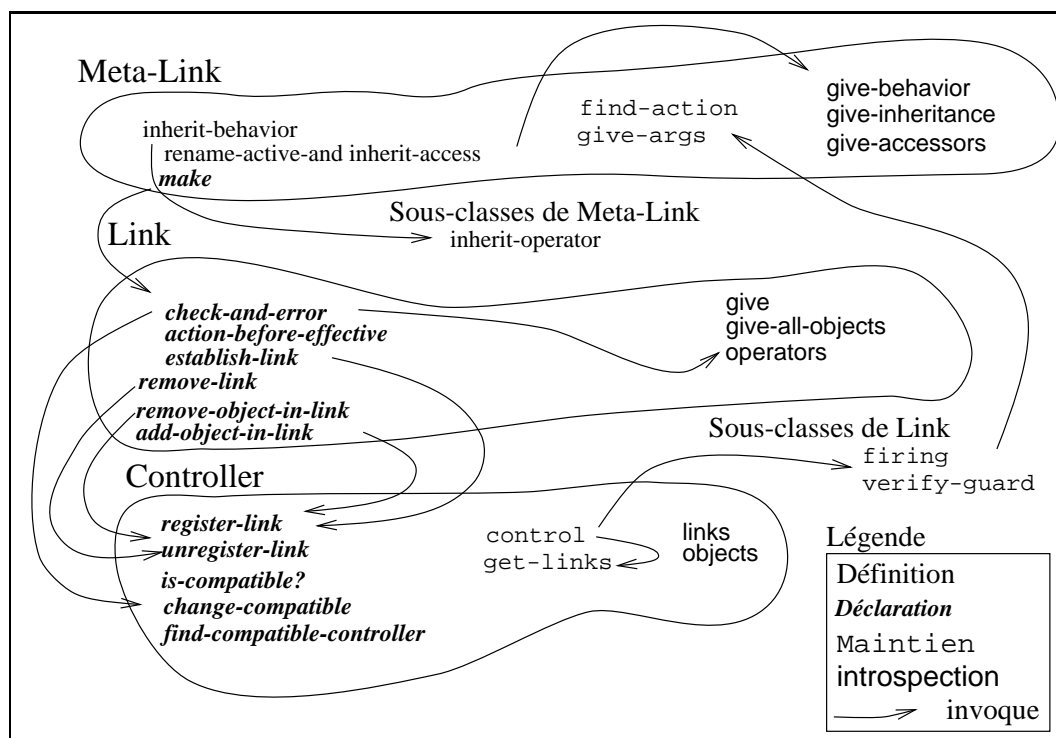 Meta-Link
inherit-behavior
rename-active-and inherit-access
make
find-action
give-args
give-behavior
give-inheritance
give-accessors
Sous-classes de Meta-Link
inherit-operator
Link
check-and-error
action-before-effective
establish-link
remove-link
remove-object-in-link
add-object-in-link
give
give-all-objects
operators
Sous-classes de Link
firing
verify-guard
Controller
register-link
unregister-link
is-compatible?
change-compatible
find-compatible-controller
control
get-links
links
objects
Légende
Définition
Déclaration
Maintien
introspection
invoque